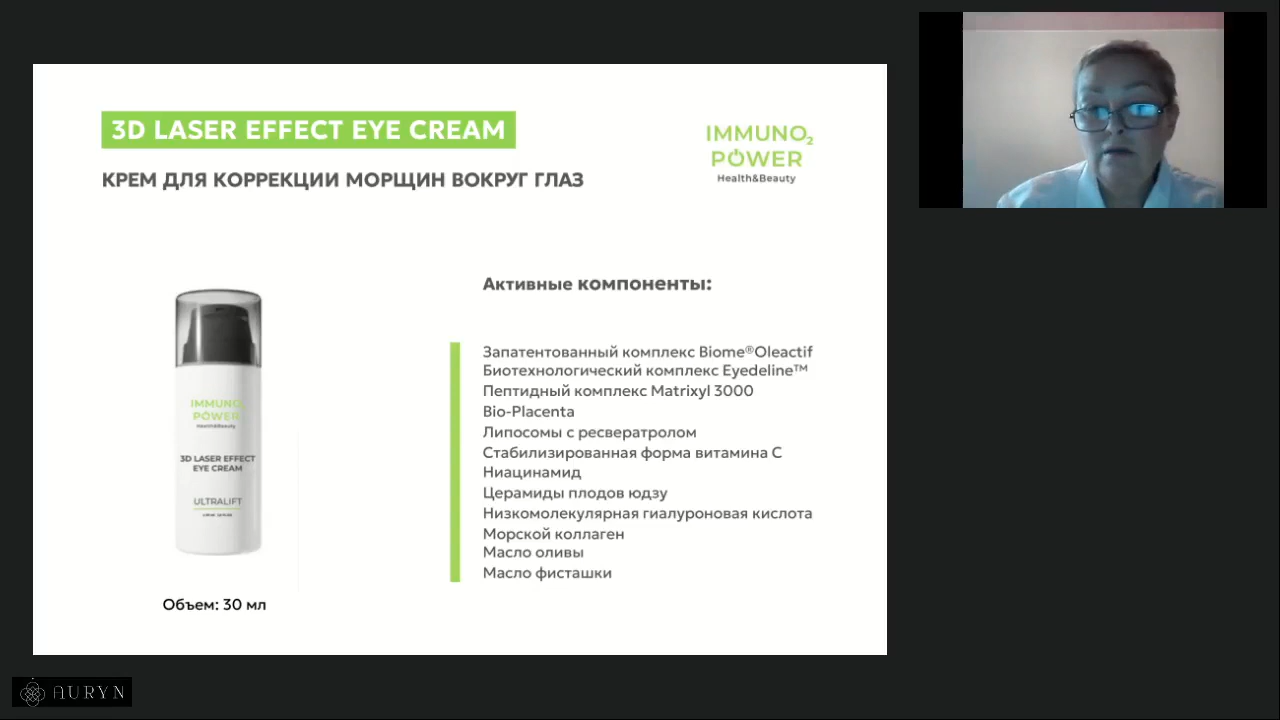 3D LASER EFFECT EYE CREAM
КРЕМ ДЛЯ КОРРЕКЦИИ МОРЩИН ВОКРУГ ГЛАЗ
IMMUNO₂
POWER
Health&Beauty
Активные компоненты:
Запатентованный комплекс Biome®Oleactif
Биотехнологический комплекс Eyedeline™
Пептидный комплекс Matrixyl 3000
Bio-Placenta
Липосомы с ресвератролом
Стабилизированная форма витамина С
Ниацинамид
Церамиды плодов юдзу
Низкомолекулярная гиалуроновая кислота
Морской коллаген
Масло оливы
Масло фисташки
IMMUNO
POWER
Health&Beauty
3D LASER EFFECT
EYE CREAM
ULTRALIFT
Объем: 30 мл
AURYN